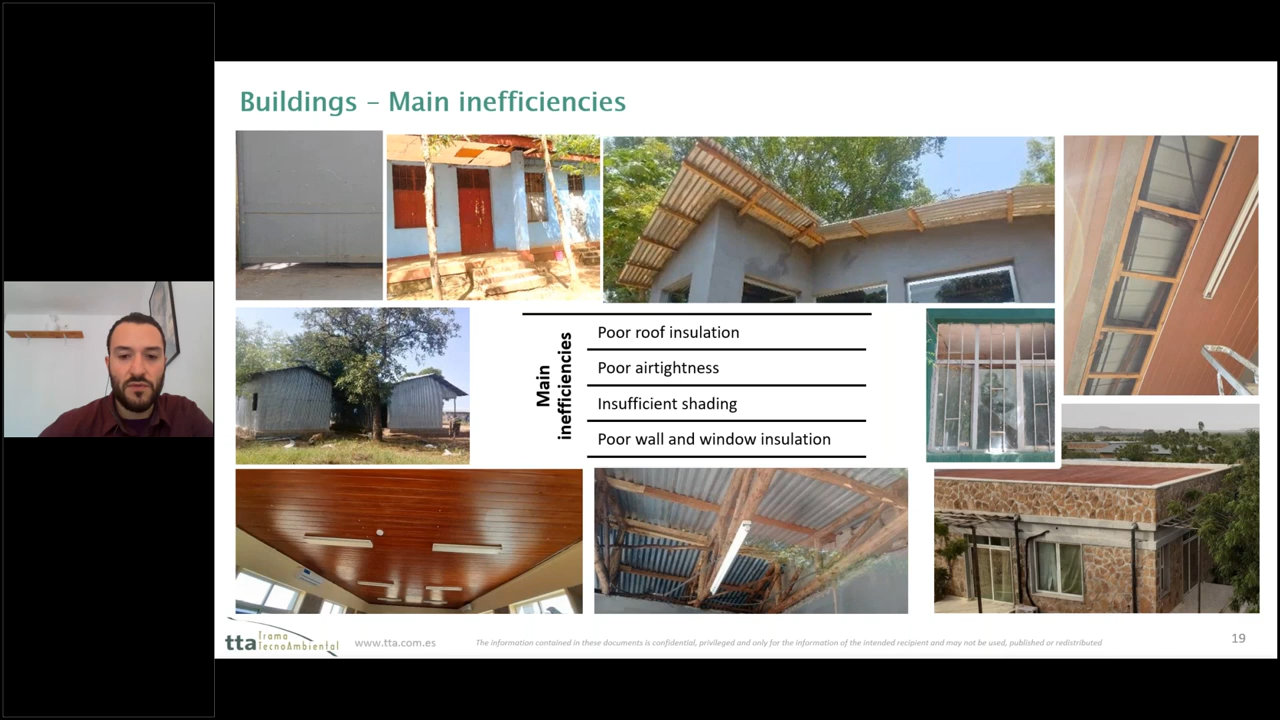 Buildings – Main inefficiencies
Main
inefficiencies
Poor roof insulation
Poor airtightness
Insufficient shading
Poor wall and window insulation
tta Trama
TecnoAmbiental
www.tta.com.es
The information contained in these documents is confidential, privileged and only for the information of the intended recipient and may not be used, published or redistributed
19